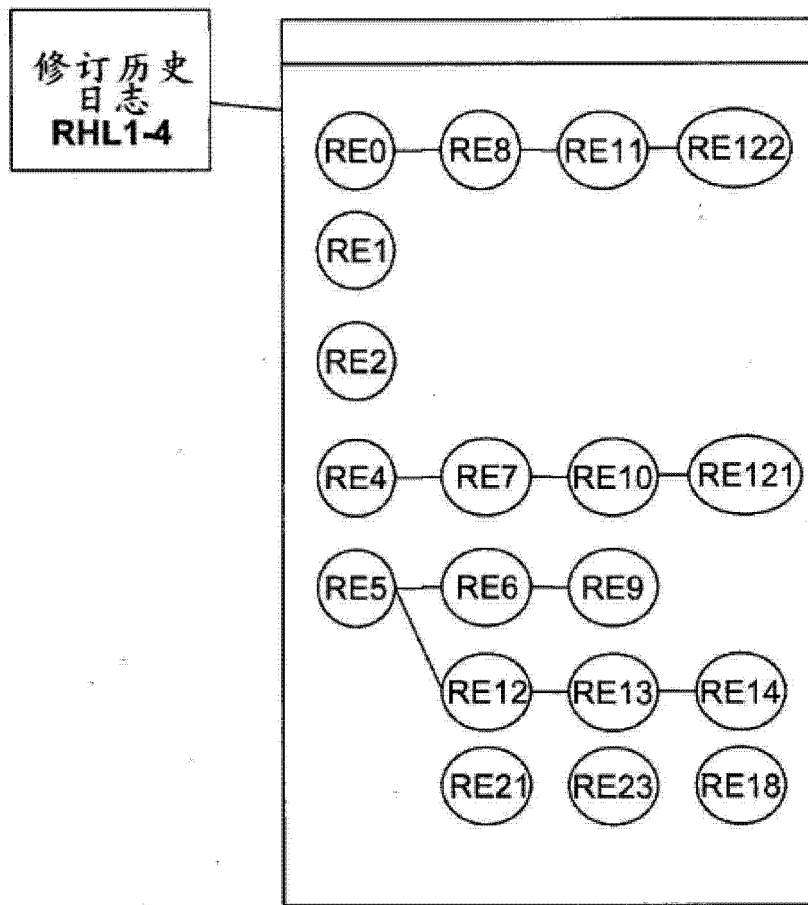 修订历史
日志
RHL1-4
RE0 RE8 RE11 RE122
RE1
RE2
RE4 RE7 RE10 RE121
RE5 RE6 RE9
RE12 RE13 RE14
RE21 RE23 RE18